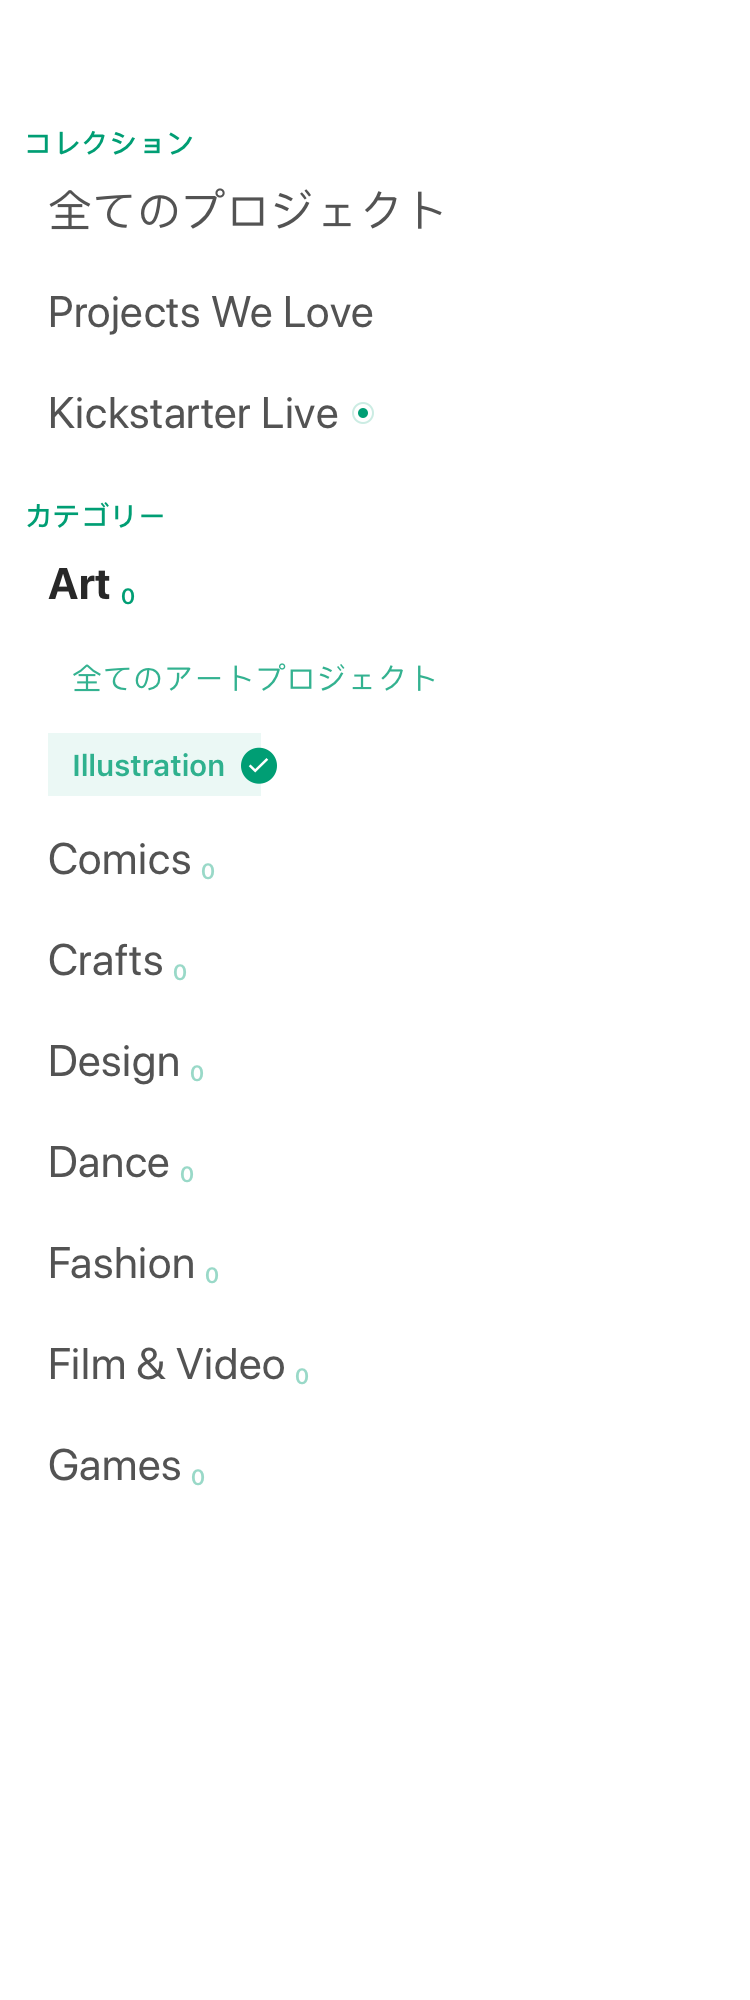 コレクション
全てのプロジェクト
Projects We Love
Kickstarter Live
カテゴリー
Art 0
全てのアートプロジェクト
Illustration
Comics 0
Crafts 0
Design 0
Dance 0
Fashion 0
Film & Video 0
Games 0